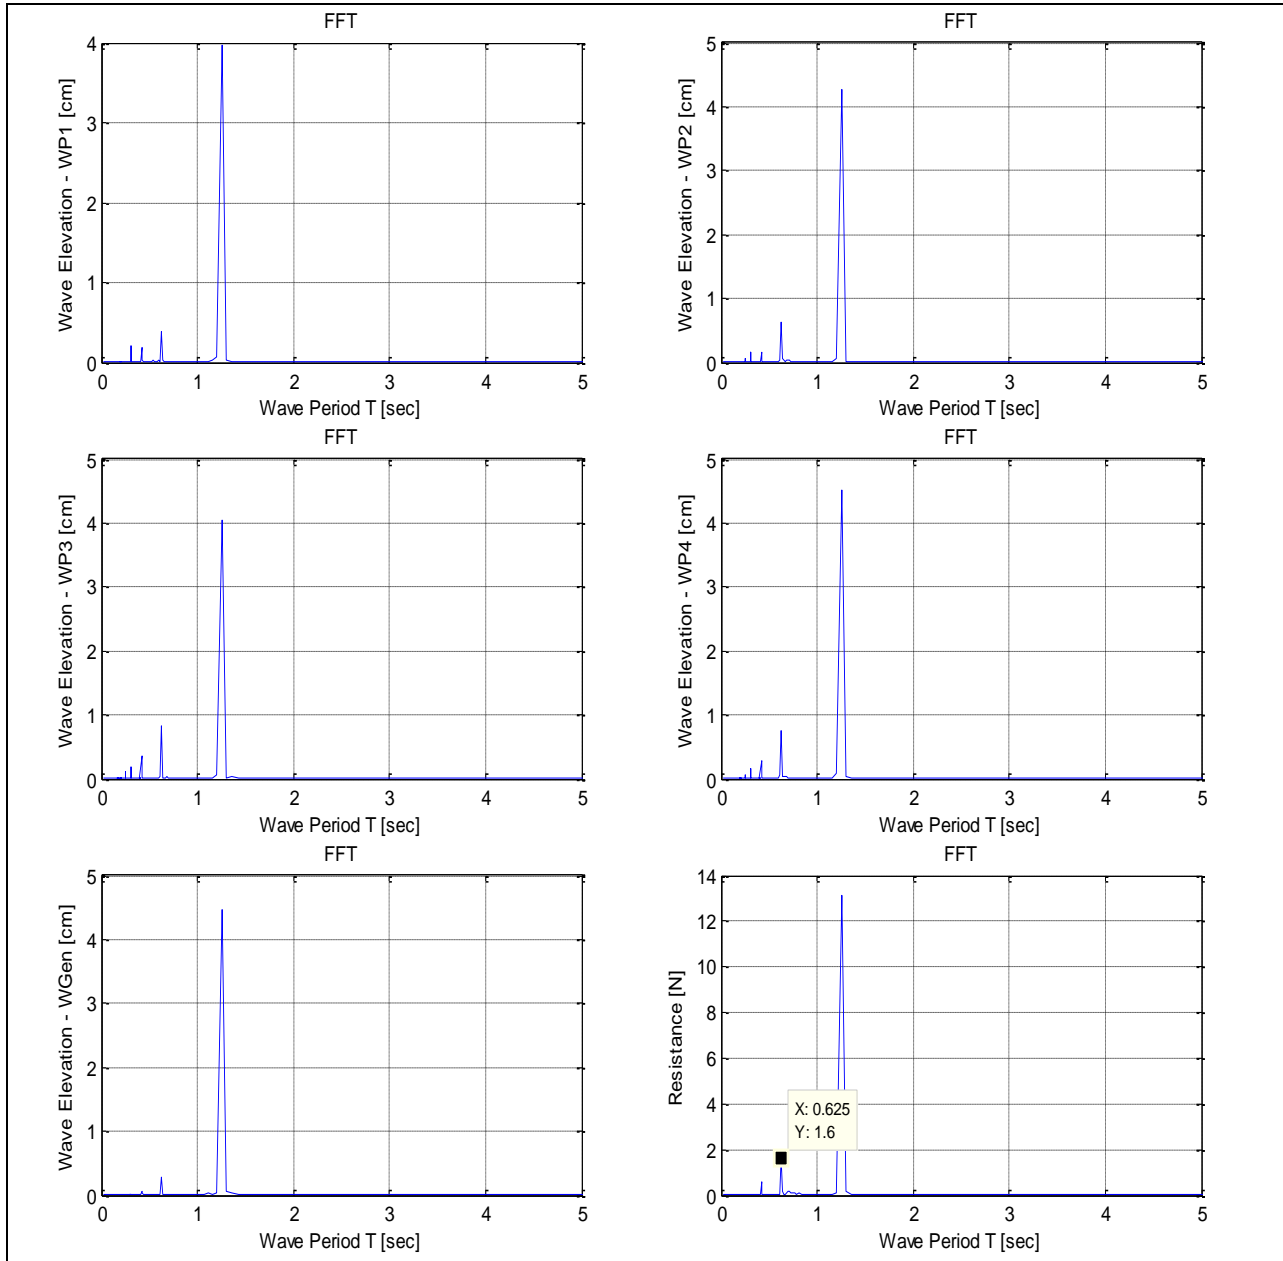 FFT
4
3
2
1
0
Wave Elevation - WP1 [cm]
0 1 2 3 4 5
Wave Period T [sec]
FFT
5
4
3
2
1
0
Wave Elevation - WP2 [cm]
0 1 2 3 4 5
Wave Period T [sec]
FFT
5
4
3
2
1
0
Wave Elevation - WP3 [cm]
0 1 2 3 4 5
Wave Period T [sec]
FFT
5
4
3
2
1
0
Wave Elevation - WP4 [cm]
0 1 2 3 4 5
Wave Period T [sec]
FFT
5
4
3
2
1
0
Wave Elevation - WGen [cm]
0 1 2 3 4 5
Wave Period T [sec]
FFT
14
12
10
8
6
4
2
0
Resistance [N]
X: 0.625
Y: 1.6
0 1 2 3 4 5
Wave Period T [sec]